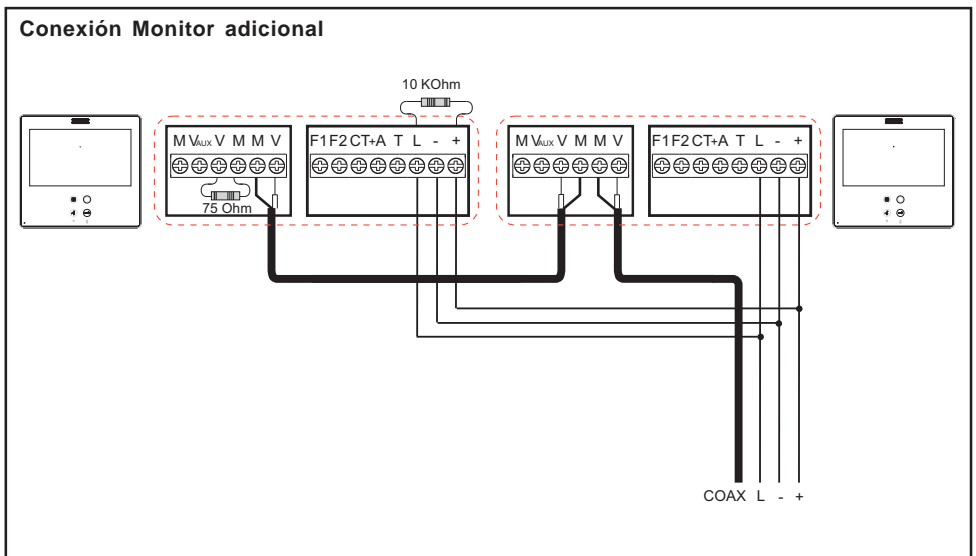 Conexión Monitor adicional
10 KOhm
M VAUX V M M V
F1 F2 CT +A T L - +
M VAUX V M M V
F1 F2 CT +A T L - +
75 Ohm
COAX L - +